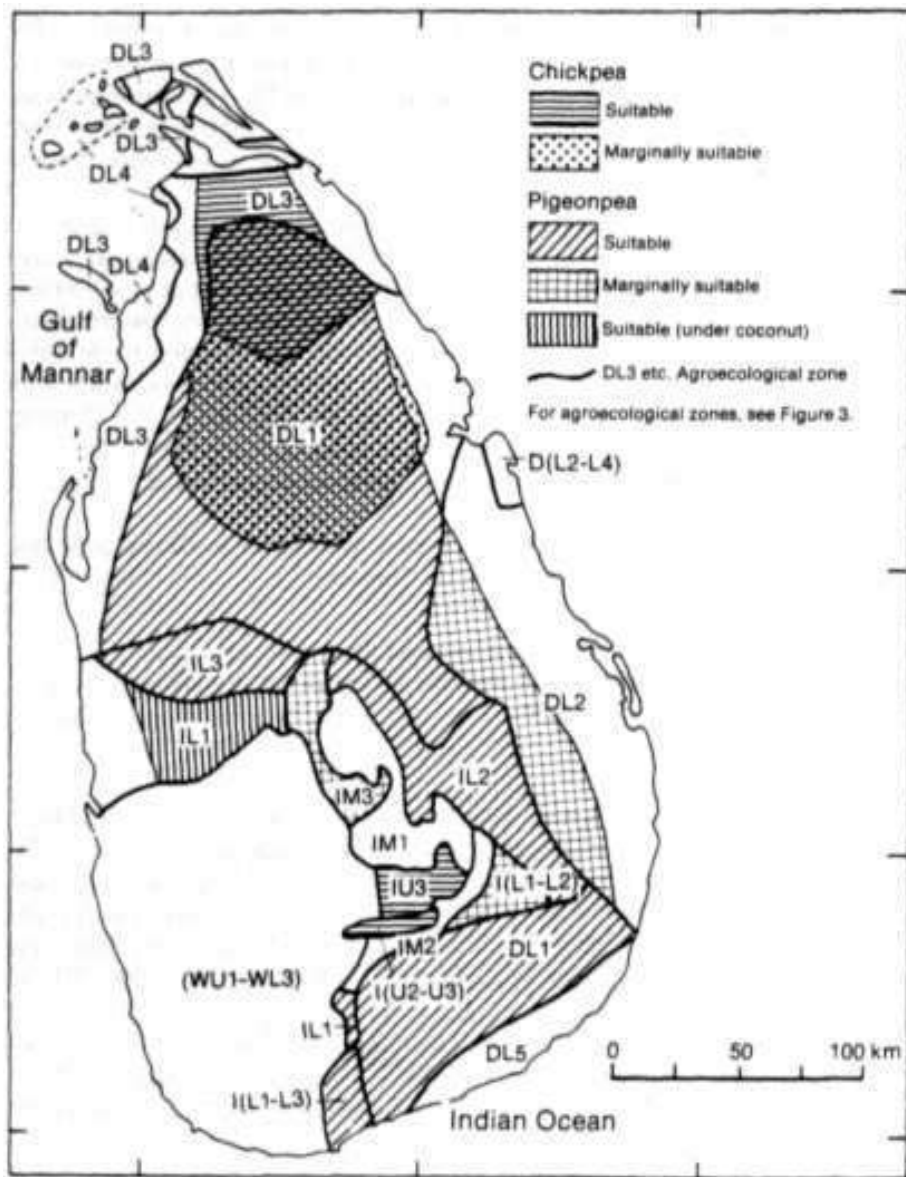 DL3
Chickpea
Suitable
Marginally suitable
DL3
DL4
DL3
Pigeonpea
Suitable
Marginally suitable
Suitable (under coconut)
DL3
DL4
Gulf
of
Mannar
DL3 etc. Agroecological zone
For agroecological zones, see Figure 3.
DL3
DL1
D(L2-L4)
IL3
DL2
IL1
IL2
IM3
IM1
IU3
I(L1-L2)
IM2
DL1
(WU1-WL3)
I(U2-U3)
IL1
DL5
0 50 100 km
I(L1-L3)
Indian Ocean